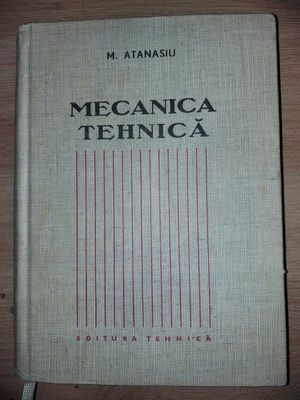 M. ATANASIU
MECANICA
TEHNICĂ
EDITURA TEHNICĂ